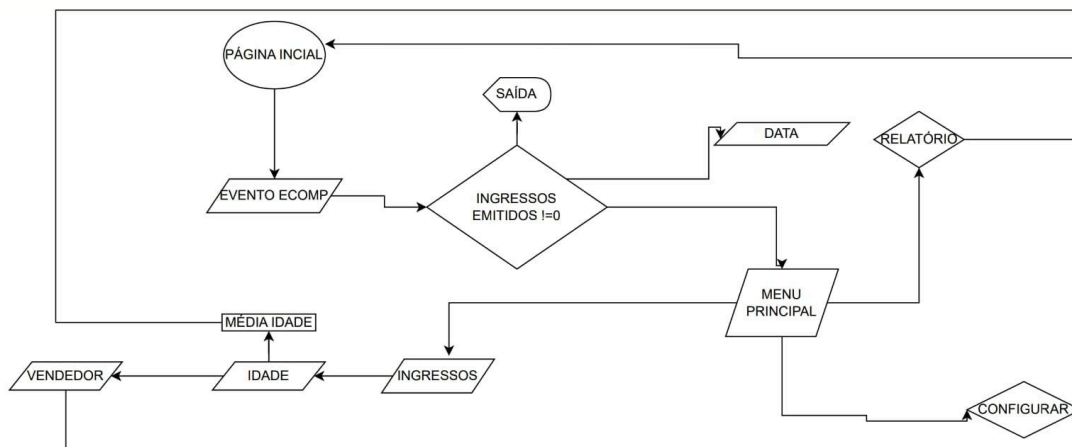 PÁGINA INCIAL
SAÍDA
DATA
RELATÓRIO
EVENTO ECOMP
INGRESSOS
EMITIDOS !=0
MENU
PRINCIPAL
MÉDIA IDADE
VENDEDOR
IDADE
INGRESSOS
CONFIGURAR